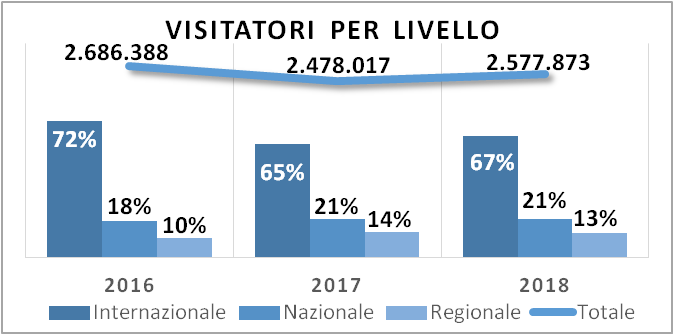 VISITATORI PER LIVELLO
2.686.388 2.478.017 2.577.873
72% 65% 67%
18% 10% 21% 14% 21% 13%
2016 2017 2018
Internazionale Nazionale Regionale Totale